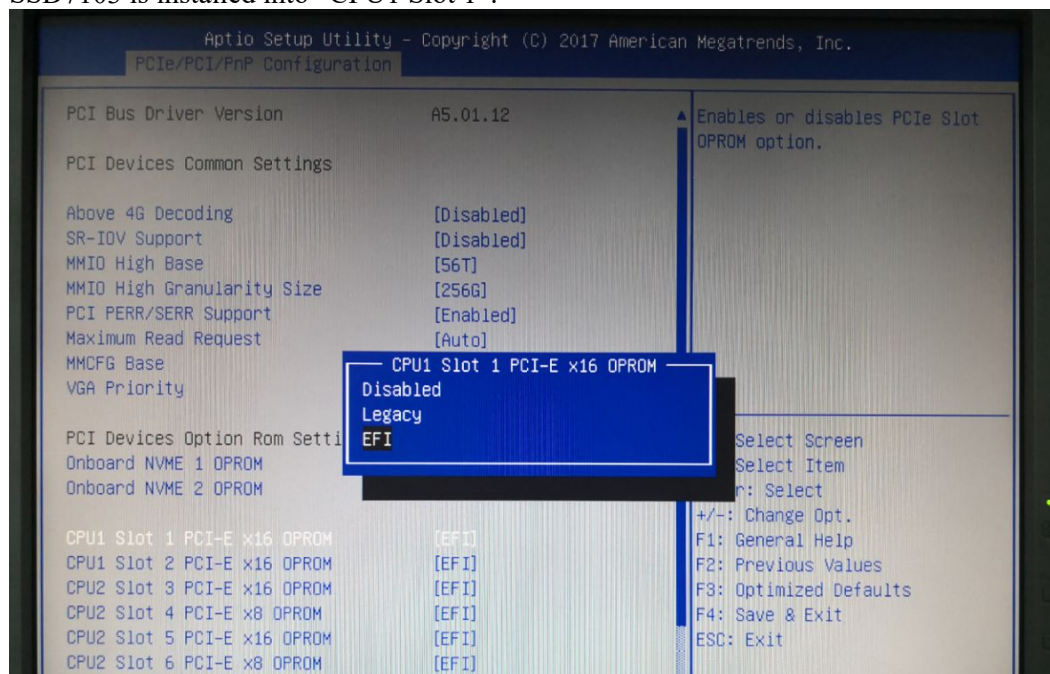 SSD7103 is installed into "CPU1 Slot 1".
Aptio Setup Utility – Copyright (C) 2017 American Megatrends, Inc.
PCIe/PCI/PnP Configuration
PCI Bus Driver Version A5.01.12
PCI Devices Common Settings
Above 4G Decoding [Disabled]
SR-IOV Support [Disabled]
MMIO High Base [56T]
MMIO High Granularity Size [256G]
PCI PERR/SERR Support [Enabled]
Maximum Read Request [Auto]
MMCFG Base
VGA Priority
PCI Devices Option Rom Setti
Onboard NVME 1 OPROM
Onboard NVME 2 OPROM
CPU1 Slot 1 PCI-E x16 OPROM [EFI]
CPU1 Slot 2 PCI-E x16 OPROM [EFI]
CPU2 Slot 3 PCI-E x16 OPROM [EFI]
CPU2 Slot 4 PCI-E x8 OPROM [EFI]
CPU2 Slot 5 PCI-E x16 OPROM [EFI]
CPU2 Slot 6 PCI-E x8 OPROM [EFI]
CPU1 Slot 1 PCI-E x16 OPROM
Disabled
Legacy
EFI
Enables or disables PCIe Slot
OPROM option.
Select Screen
Select Item
r: Select
+/-: Change Opt.
F1: General Help
F2: Previous Values
F3: Optimized Defaults
F4: Save & Exit
ESC: Exit